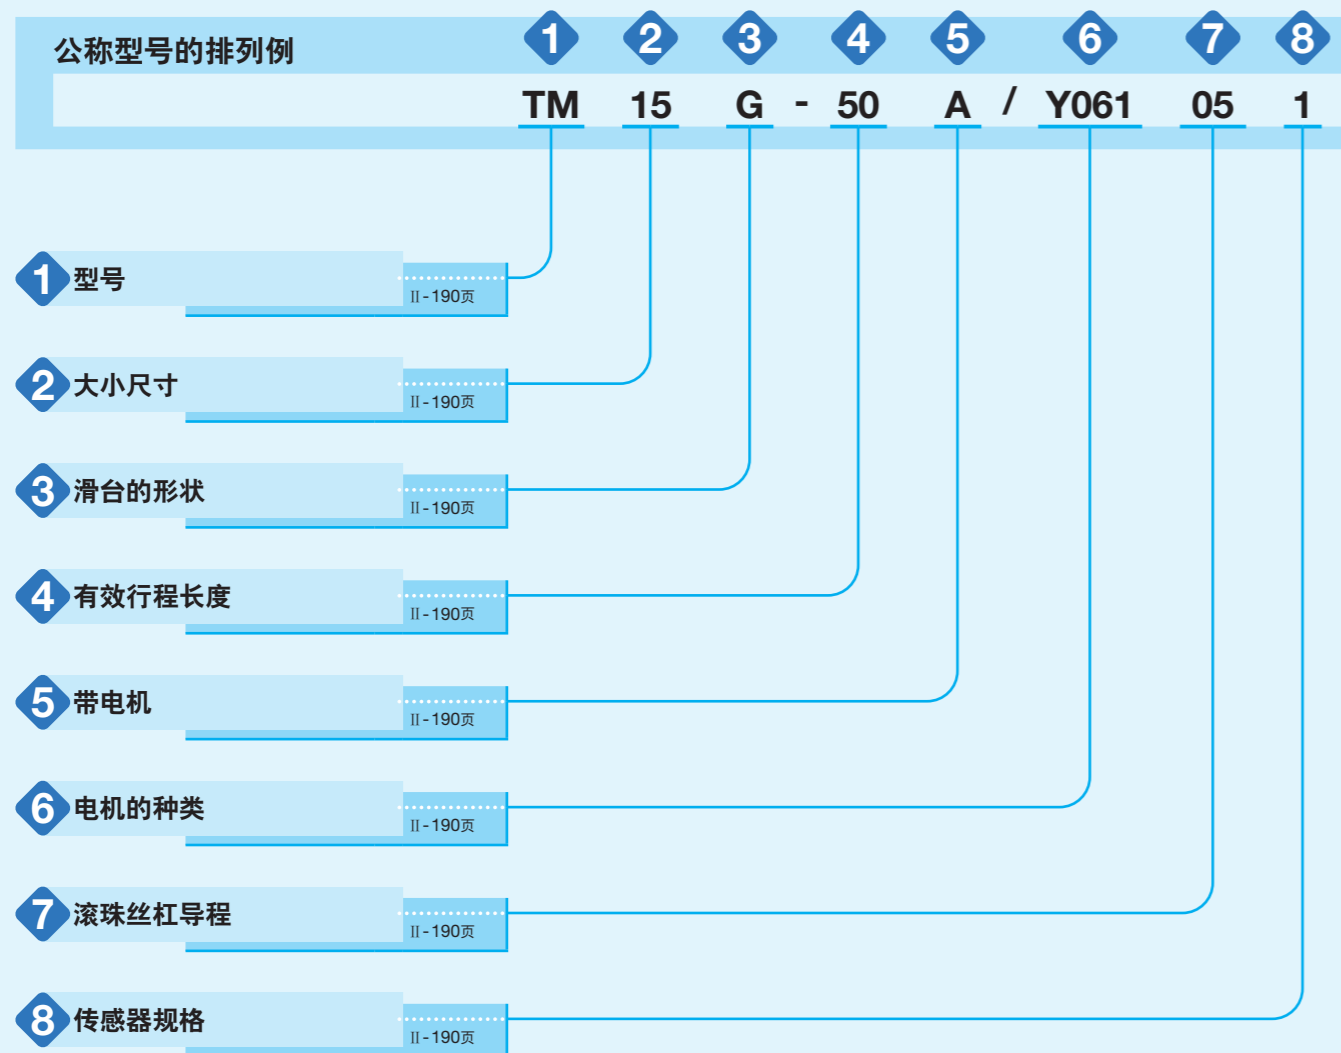 公称型号的排列例
1 2 3 4 5 6 7 8
TM 15 G - 50 A / Y061 05 1
1 型号
II-190页
2 大小尺寸
II-190页
3 滑台的形状
II-190页
4 有效行程长度
II-190页
5 带电机
II-190页
6 电机的种类
II-190页
7 滚珠丝杠导程
II-190页
8 传感器规格
II-190页